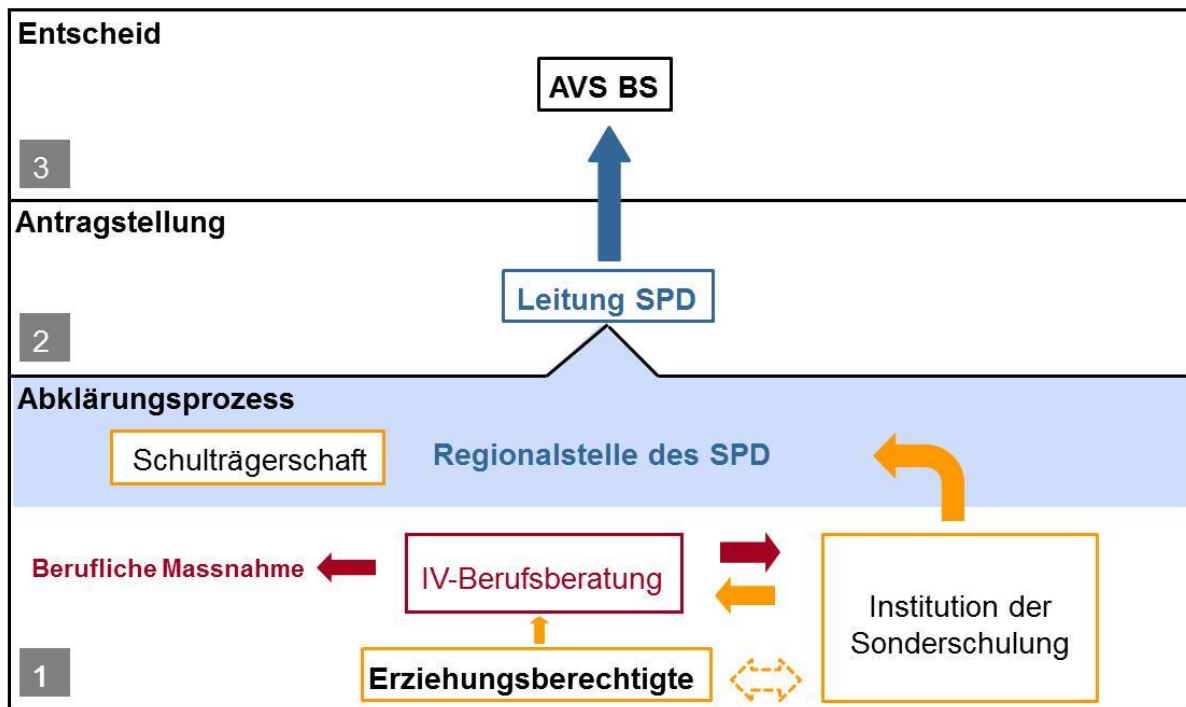 Entscheid
AVS BS
3
Antragstellung
Leitung SPD
2
Abklärungsprozess
Schulträgerschaft
Regionalstelle des SPD
Berufliche Massnahme
IV-Berufsberatung
Institution der
Sonderschulung
Erziehungsberechtigte
1